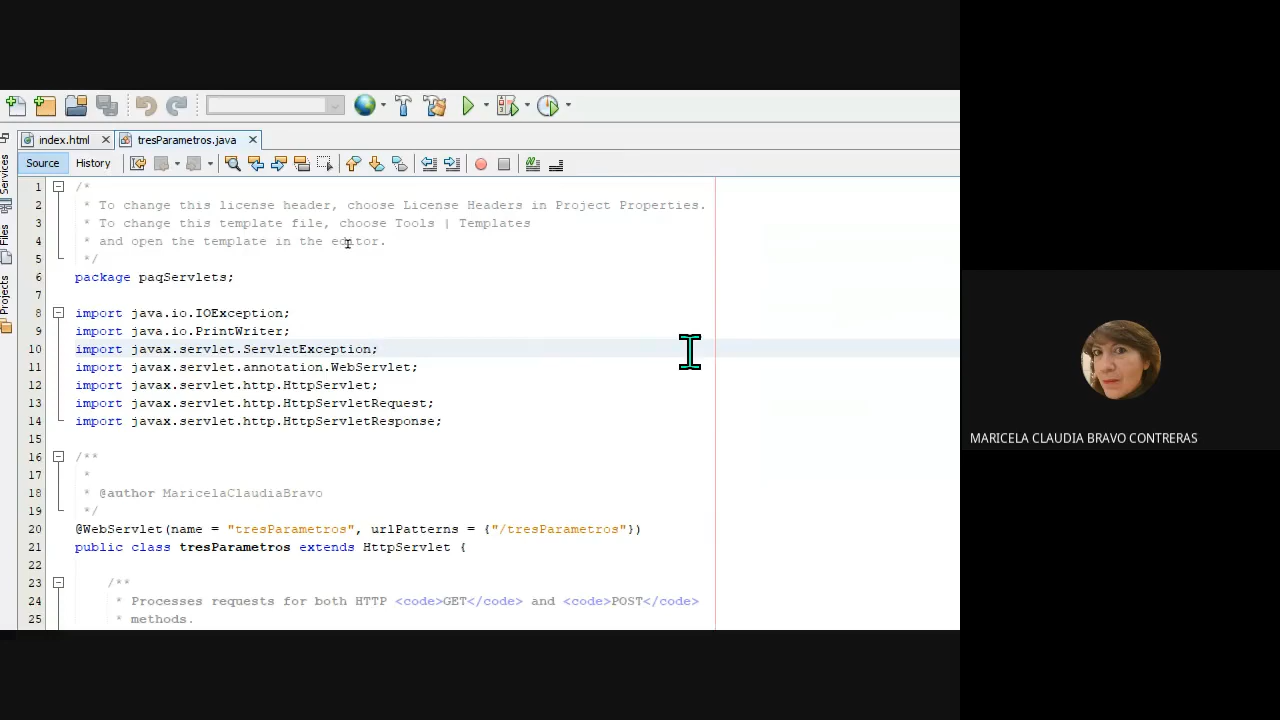 index.html
tresParametros.java
Source
History
Services
Files
Projects
1 /*
2 * To change this license header, choose License Headers in Project Properties.
3 * To change this template file, choose Tools | Templates
4 * and open the template in the editor.
5 */
6 package paqServlets;
7
8 import java.io.IOException;
9 import java.io.PrintWriter;
10 import javax.servlet.ServletException;
11 import javax.servlet.annotation.WebServlet;
12 import javax.servlet.http.HttpServlet;
13 import javax.servlet.http.HttpServletRequest;
14 import javax.servlet.http.HttpServletResponse;
15
16 /**
17 *
18 * @author MaricelaClaudiaBravo
19 */
20 @WebServlet(name = "tresParametros", urlPatterns = {"/tresParametros"})
21 public class tresParametros extends HttpServlet {
22
23 /**
24 * Processes requests for both HTTP <code>GET</code> and <code>POST</code>
25 * methods.
MARICELA CLAUDIA BRAVO CONTRERAS